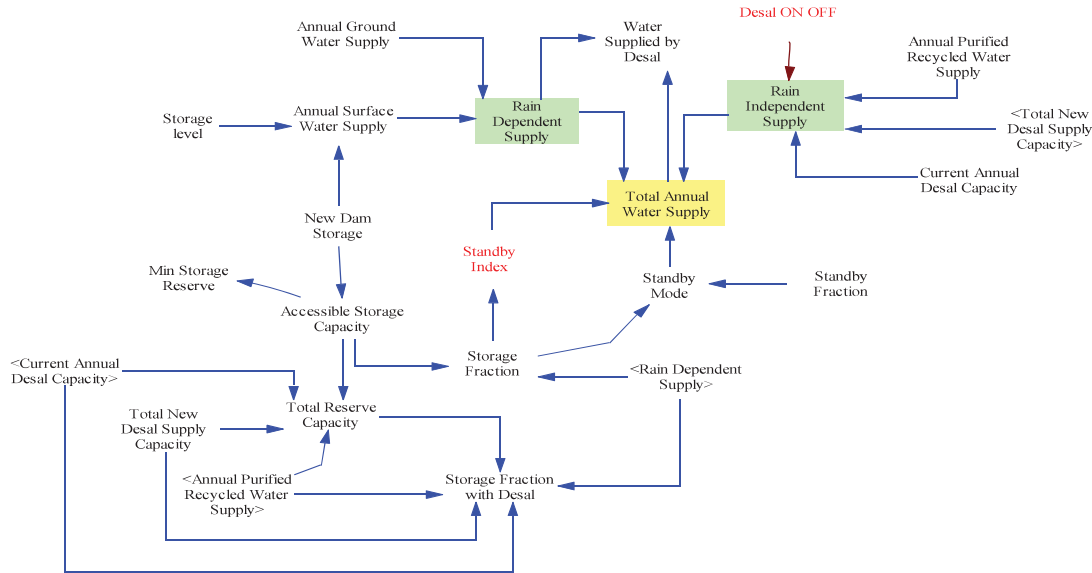 Desal ON OFF
Annual Ground
Water Supply
Water
Supplied by
Desal
Annual Purified
Recycled Water
Supply
Storage
level
Annual Surface
Water Supply
Rain
Dependent
Supply
Rain
Independent
Supply
<Total New
Desal Supply
Capacity>
Current Annual
Desal Capacity
Total Annual
Water Supply
New Dam
Storage
Standby
Index
Min Storage
Reserve
Standby
Mode
Standby
Fraction
Accessible Storage
Capacity
<Current Annual
Desal Capacity>
Storage
Fraction
<Rain Dependent
Supply>
Total New
Desal Supply
Capacity
Total Reserve
Capacity
<Annual Purified
Recycled Water
Supply>
Storage Fraction
with Desal